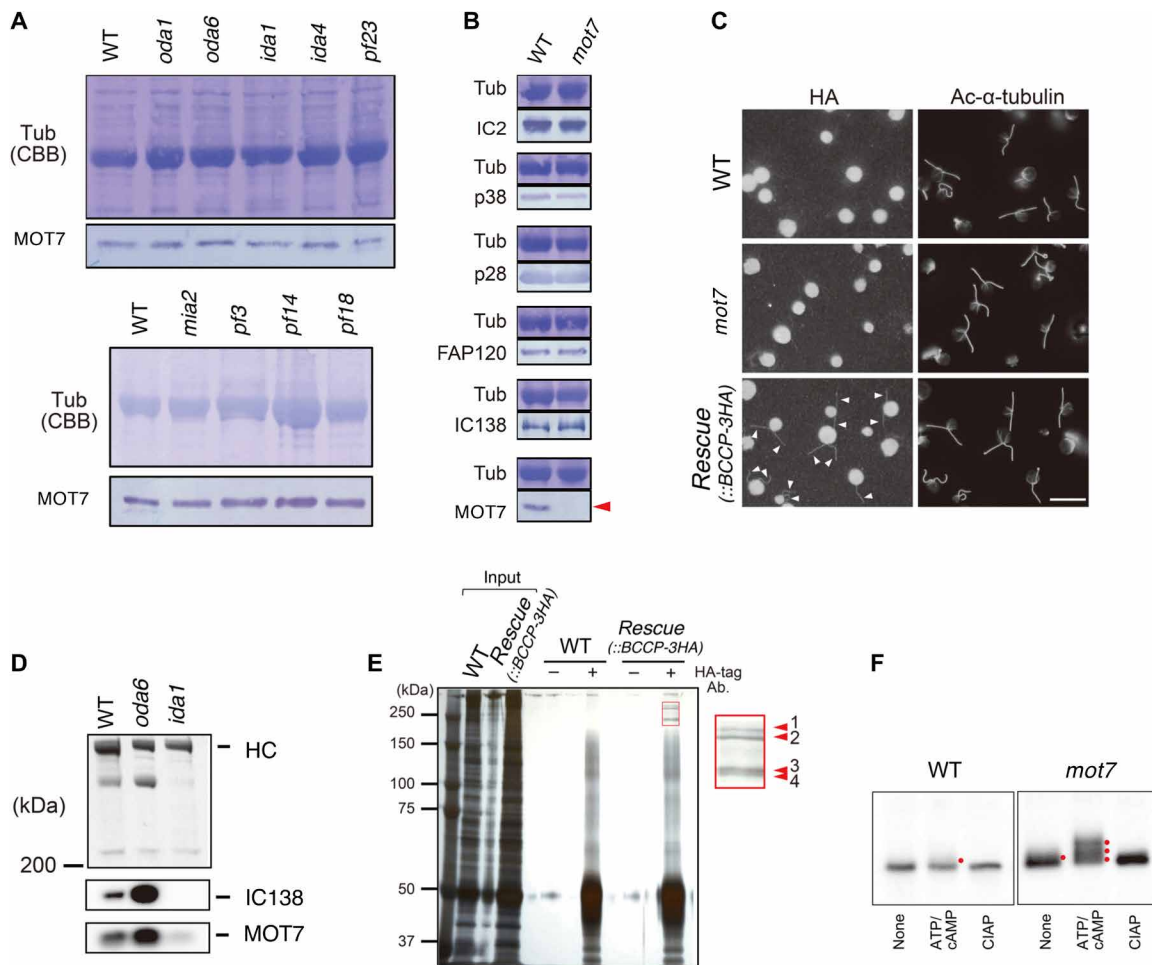 A
WT
oda1
oda6
ida1
ida4
pf23
Tub
(CBB)
MOT7
WT
mia2
pf3
pf14
pf18
Tub
(CBB)
MOT7
B
WT
mot7
Tub
IC2
Tub
p38
Tub
p28
Tub
FAP120
Tub
IC138
Tub
MOT7
C
HA
Ac-α-tubulin
WT
mot7
Rescue
(::BCCP-3HA)
D
WT
oda6
ida1
HC
(kDa)
200
IC138
MOT7
E
Input
WT
Rescue
(::BCCP-3HA)
WT
Rescue
(::BCCP-3HA)
− + − + HA-tag
Ab.
(kDa)
250
150
100
75
50
37
1
2
3
4
F
WT
mot7
None
ATP/
cAMP
CIAP
None
ATP/
cAMP
CIAP